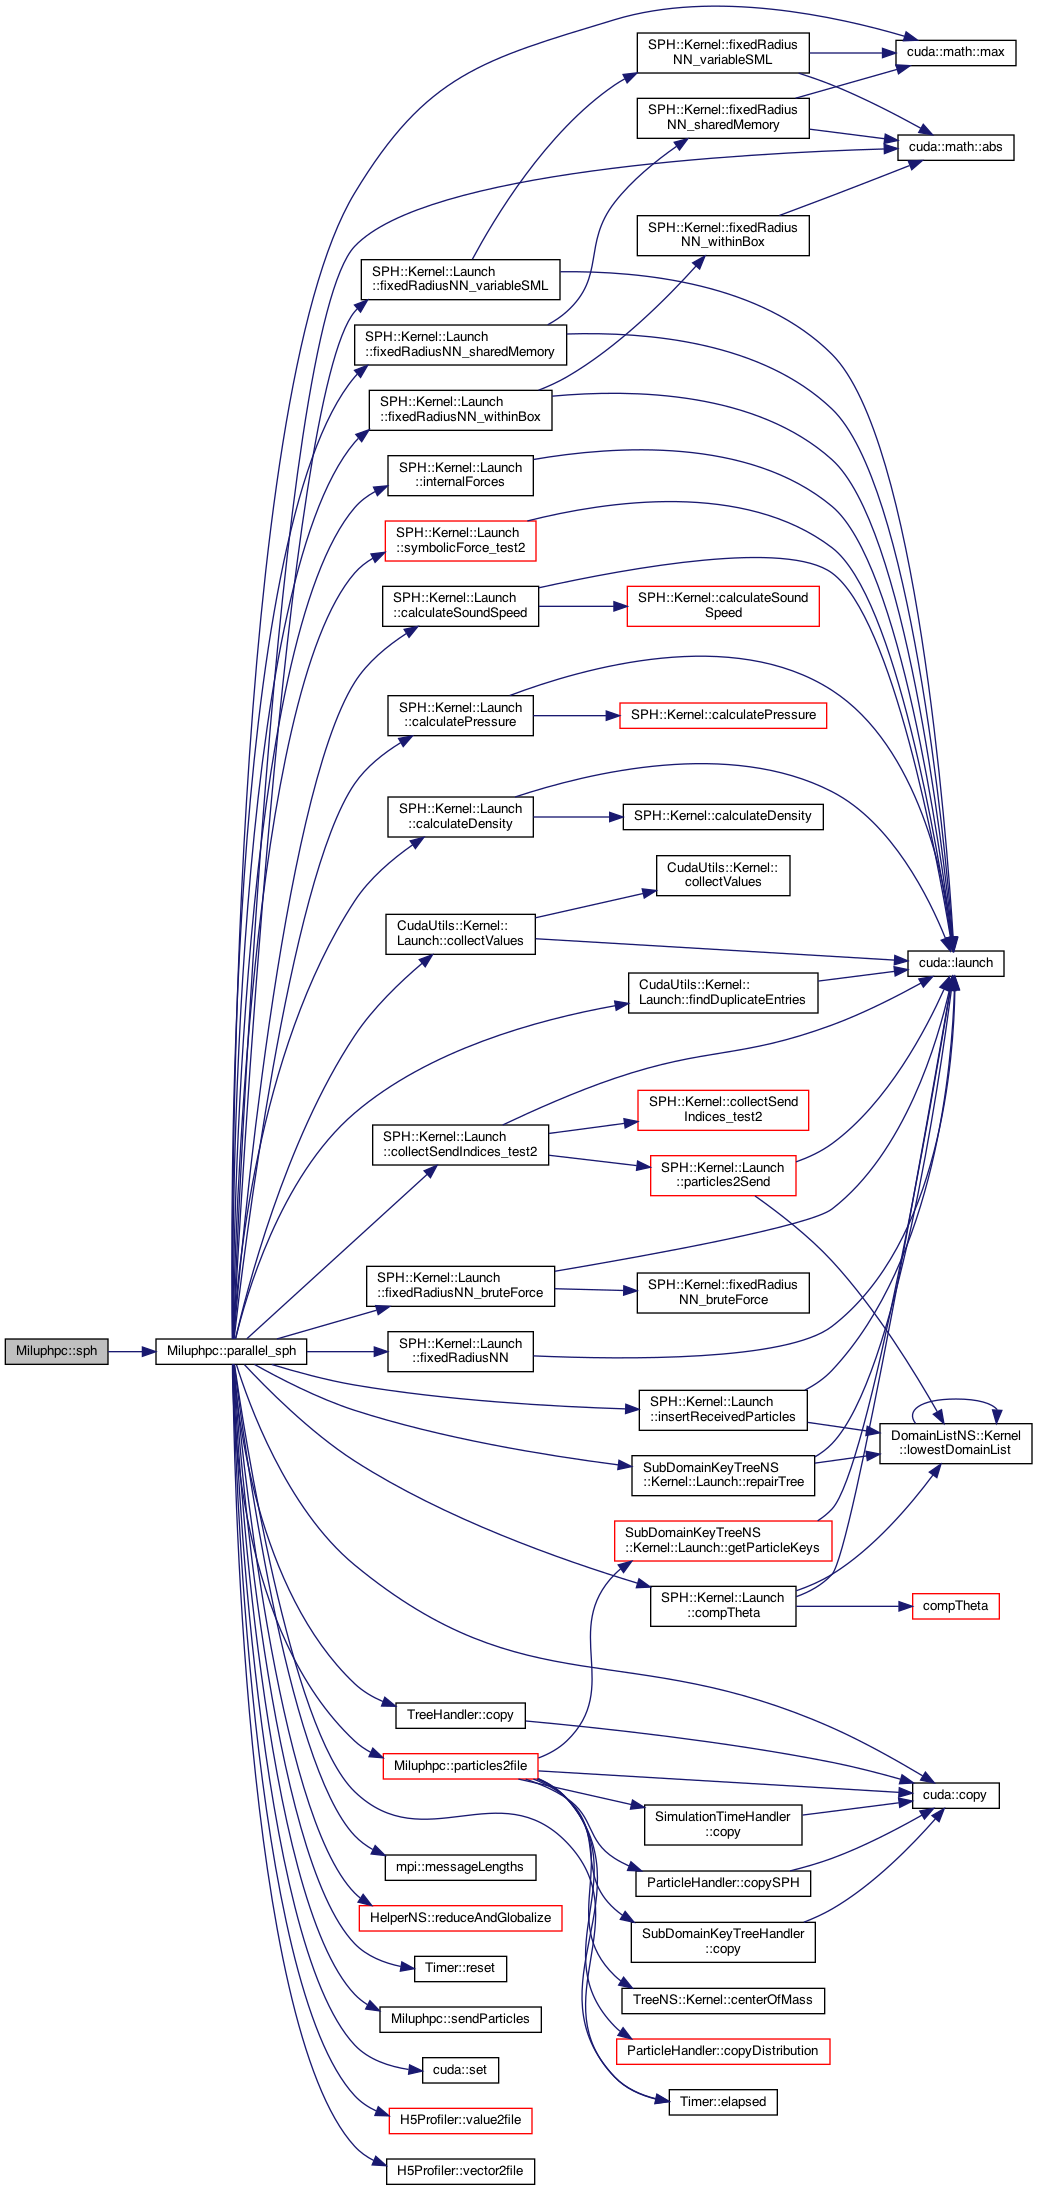 SPH::Kernel::fixedRadius
NN_variableSML
cuda::math::max
SPH::Kernel::fixedRadius
NN_sharedMemory
cuda::math::abs
SPH::Kernel::fixedRadius
NN_withinBox
SPH::Kernel::Launch
::fixedRadiusNN_variableSML
SPH::Kernel::Launch
::fixedRadiusNN_sharedMemory
SPH::Kernel::Launch
::fixedRadiusNN_withinBox
SPH::Kernel::Launch
::internalForces
SPH::Kernel::Launch
::symbolicForce_test2
SPH::Kernel::Launch
::calculateSoundSpeed
SPH::Kernel::calculateSound
Speed
SPH::Kernel::Launch
::calculatePressure
SPH::Kernel::calculatePressure
SPH::Kernel::Launch
::calculateDensity
SPH::Kernel::calculateDensity
CudaUtils::Kernel::
collectValues
CudaUtils::Kernel::
Launch::collectValues
cuda::launch
CudaUtils::Kernel::
Launch::findDuplicateEntries
SPH::Kernel::collectSend
Indices_test2
SPH::Kernel::Launch
::collectSendIndices_test2
SPH::Kernel::Launch
::particles2Send
SPH::Kernel::Launch
::fixedRadiusNN_bruteForce
SPH::Kernel::fixedRadius
NN_bruteForce
Miluphpc::sph
Miluphpc::parallel_sph
SPH::Kernel::Launch
::fixedRadiusNN
SPH::Kernel::Launch
::insertReceivedParticles
DomainListNS::Kernel
::lowestDomainList
SubDomainKeyTreeNS
::Kernel::Launch::repairTree
SubDomainKeyTreeNS
::Kernel::Launch::getParticleKeys
SPH::Kernel::Launch
::compTheta
compTheta
TreeHandler::copy
Miluphpc::particles2file
cuda::copy
SimulationTimeHandler
::copy
mpi::messageLengths
ParticleHandler::copySPH
HelperNS::reduceAndGlobalize
SubDomainKeyTreeHandler
::copy
Timer::reset
TreeNS::Kernel::centerOfMass
Miluphpc::sendParticles
ParticleHandler::copyDistribution
cuda::set
Timer::elapsed
H5Profiler::value2file
H5Profiler::vector2file